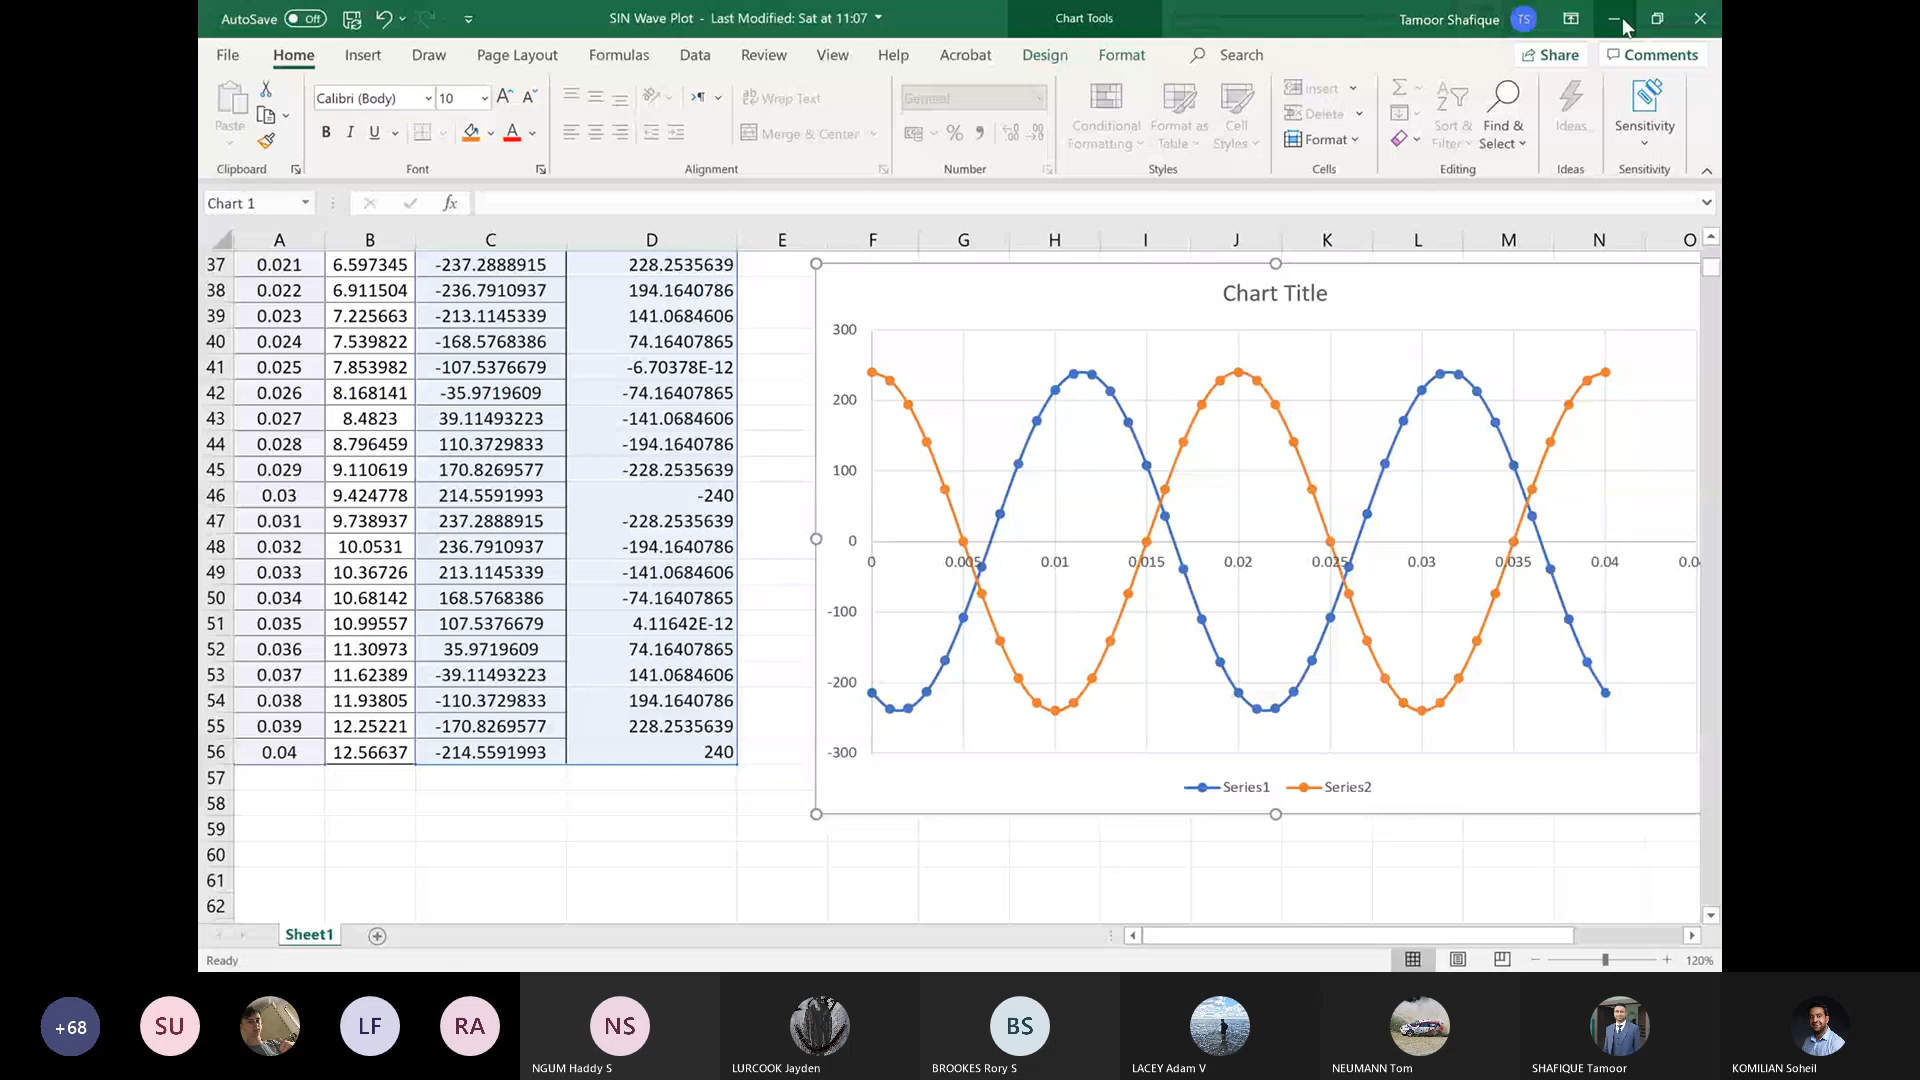 AutoSave Off SIN Wave Plot - Last Modified: Sat at 11:07 Chart Tools Tamoor Shafique TS
File Home Insert Draw Page Layout Formulas Data Review View Help Acrobat Design Format Search Share Comments
Calibri (Body) 10 Wrap Text General Insert
Paste B I U Merge & Center Conditional Formatting Format as Table Cell Styles Delete Format Sort & Filter Find & Select Ideas Sensitivity
Clipboard Font Alignment Number Styles Cells Editing Ideas Sensitivity
Chart 1 fx
A B C D E F G H I J K L M N O
37 0.021 6.597345 -237.2888915 228.2535639
38 0.022 6.911504 -236.7910937 194.1640786
39 0.023 7.225663 -213.1145339 141.0684606
40 0.024 7.539822 -168.5768386 74.16407865
41 0.025 7.853982 -107.5376679 -6.70378E-12
42 0.026 8.168141 -35.9719609 -74.16407865
43 0.027 8.4823 39.11493223 -141.0684606
44 0.028 8.796459 110.3729833 -194.1640786
45 0.029 9.110619 170.8269577 -228.2535639
46 0.03 9.424778 214.5591993 -240
47 0.031 9.738937 237.2888915 -228.2535639
48 0.032 10.0531 236.7910937 -194.1640786
49 0.033 10.36726 213.1145339 -141.0684606
50 0.034 10.68142 168.5768386 -74.16407865
51 0.035 10.99557 107.5376679 4.11642E-12
52 0.036 11.30973 35.9719609 74.16407865
53 0.037 11.62389 -39.11493223 141.0684606
54 0.038 11.93805 -110.3729833 194.1640786
55 0.039 12.25221 -170.8269577 228.2535639
56 0.04 12.56637 -214.5591993 240
57
58
59
60
61
62
Chart Title
300
200
100
0
-100
-200
-300
0 0.005 0.01 0.015 0.02 0.025 0.03 0.035 0.04 0.0
Series1 Series2
Sheet1
Ready 120%
+68 SU LF RA NS BS
NGUM Haddy S LURCOOK Jayden BROOKES Rory S LACEY Adam V NEUMANN Tom SHAFIQUE Tamoor KOMILIAN Soheil